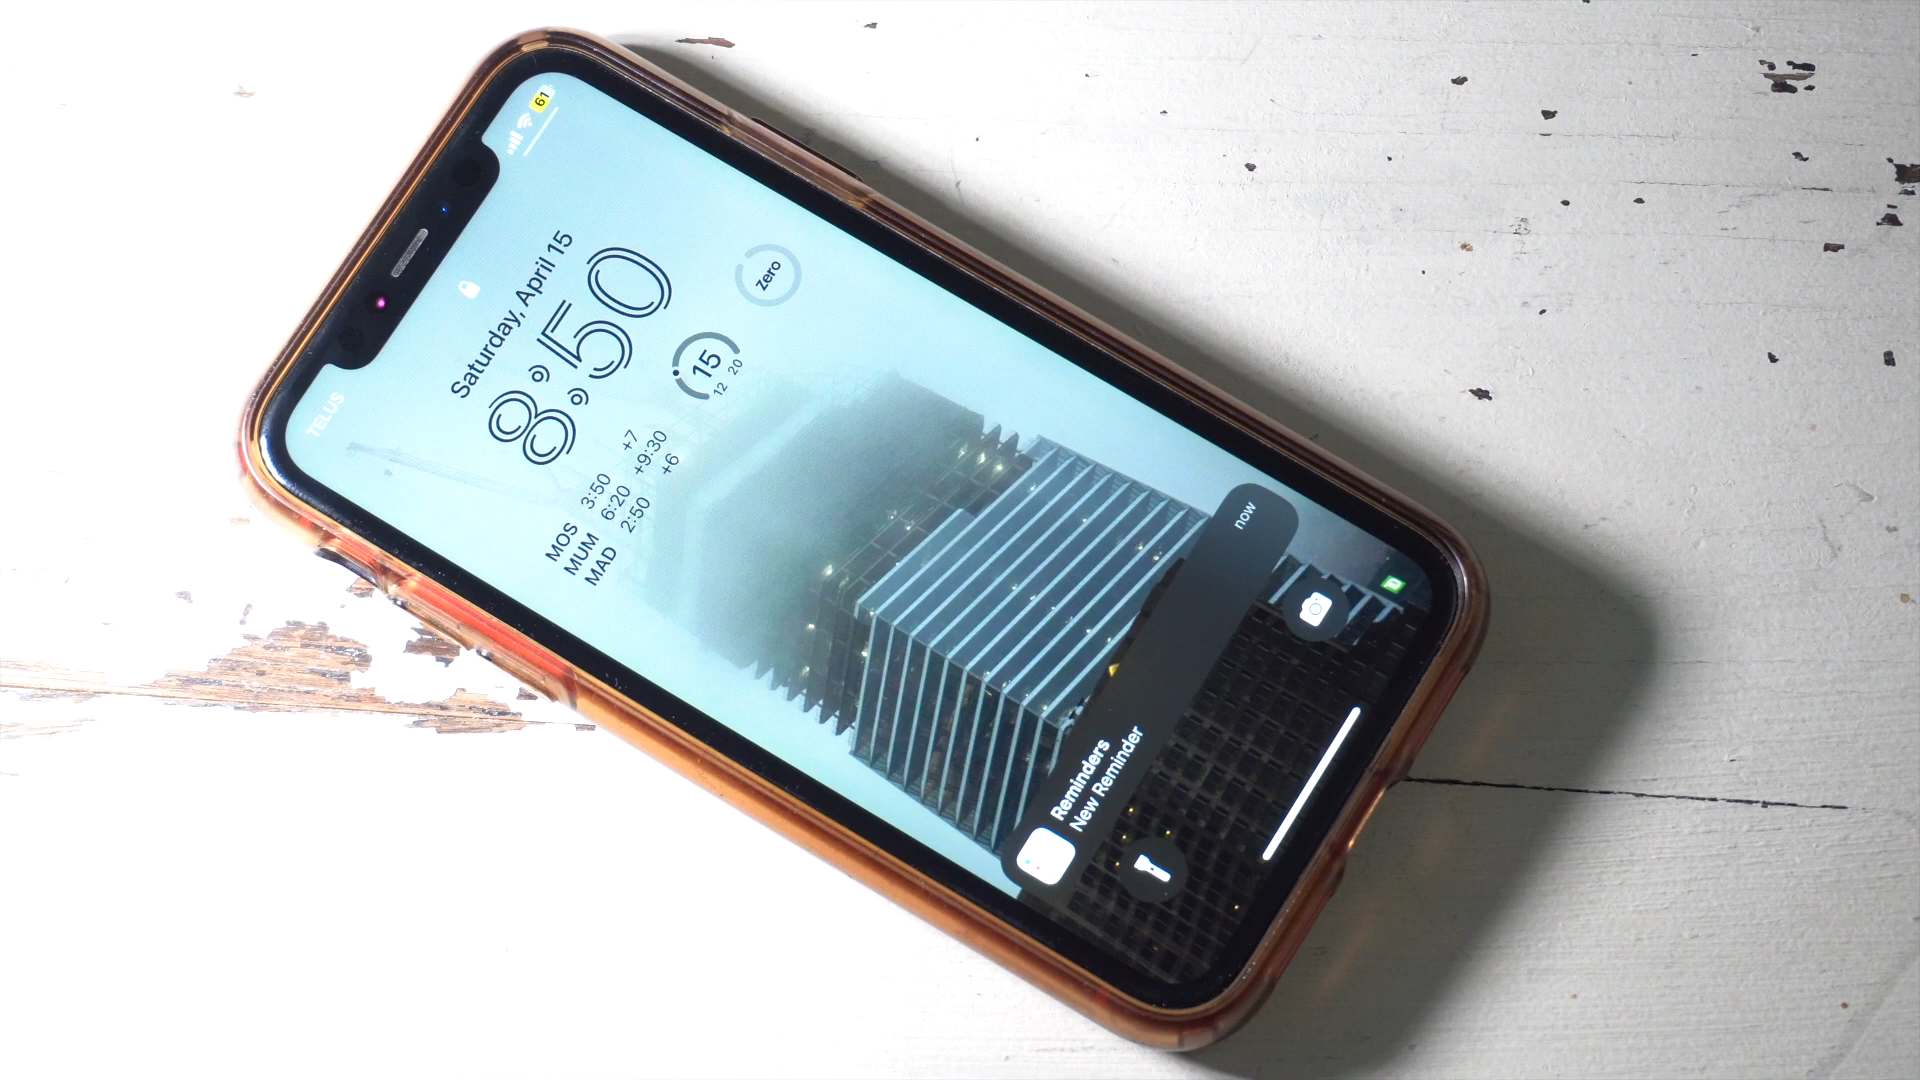 TELUS
61
Saturday, April 15
8:50
MOS 3:50 +7
MUM 6:20 +9:30
MAD 2:50 +6
15
12 20
Zero
Reminders now
New Reminder